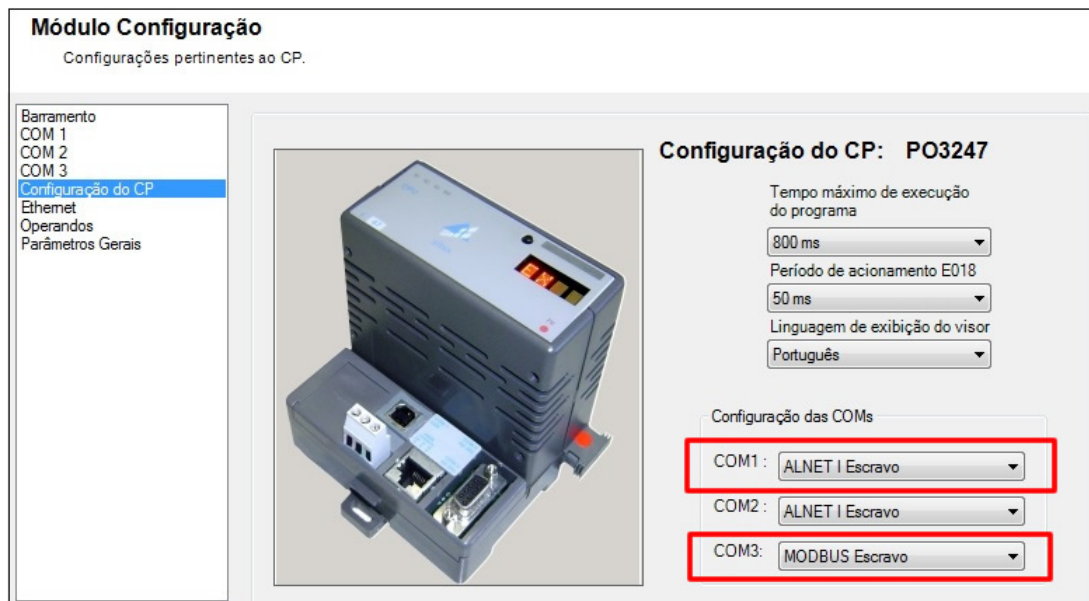 Módulo Configuração
Configurações pertinentes ao CP.
Barramento
COM 1
COM 2
COM 3
Configuração do CP
Ethernet
Operandos
Parâmetros Gerais
Configuração do CP: PO3247
Tempo máximo de execução
do programa
800 ms
Período de acionamento E018
50 ms
Linguagem de exibição do visor
Português
Configuração das COMs
COM1 : ALNET I Escravo
COM2 : ALNET I Escravo
COM3: MODBUS Escravo